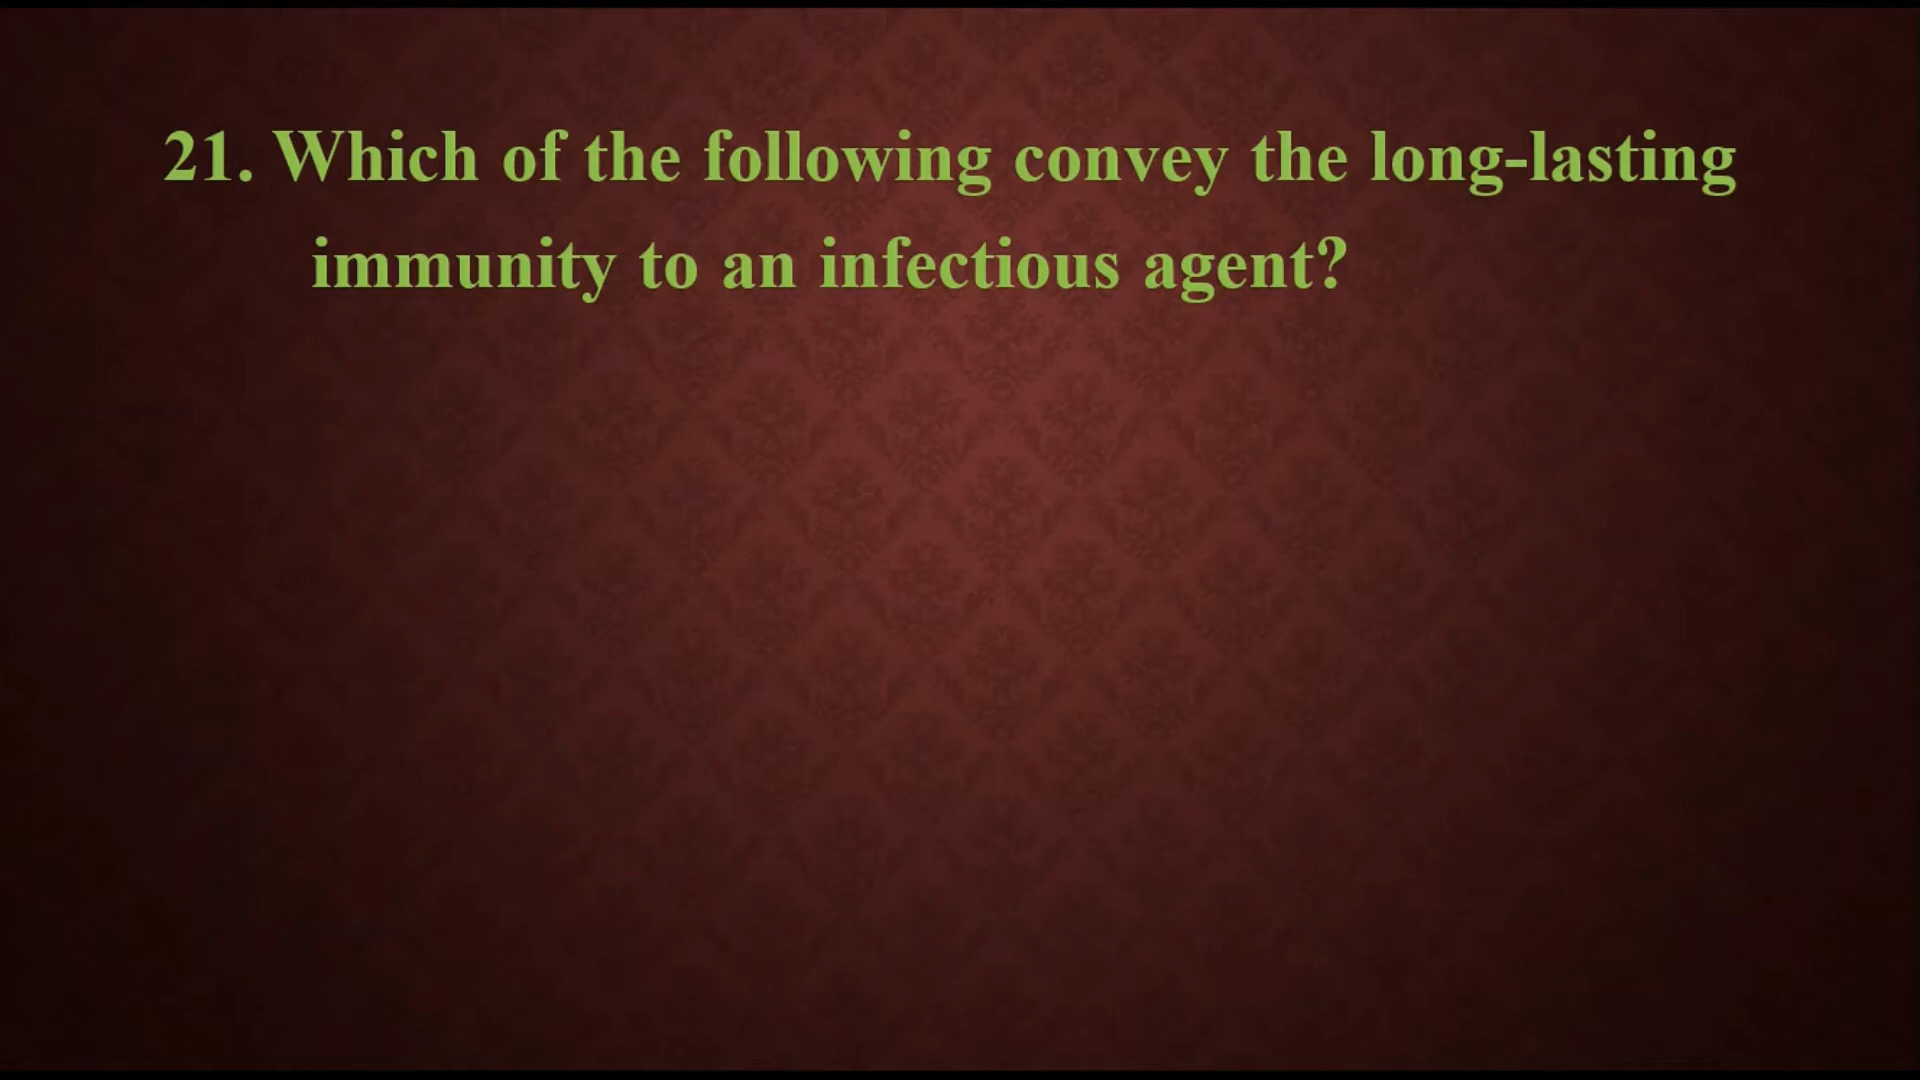 21. Which of the following convey the long-lasting
immunity to an infectious agent?